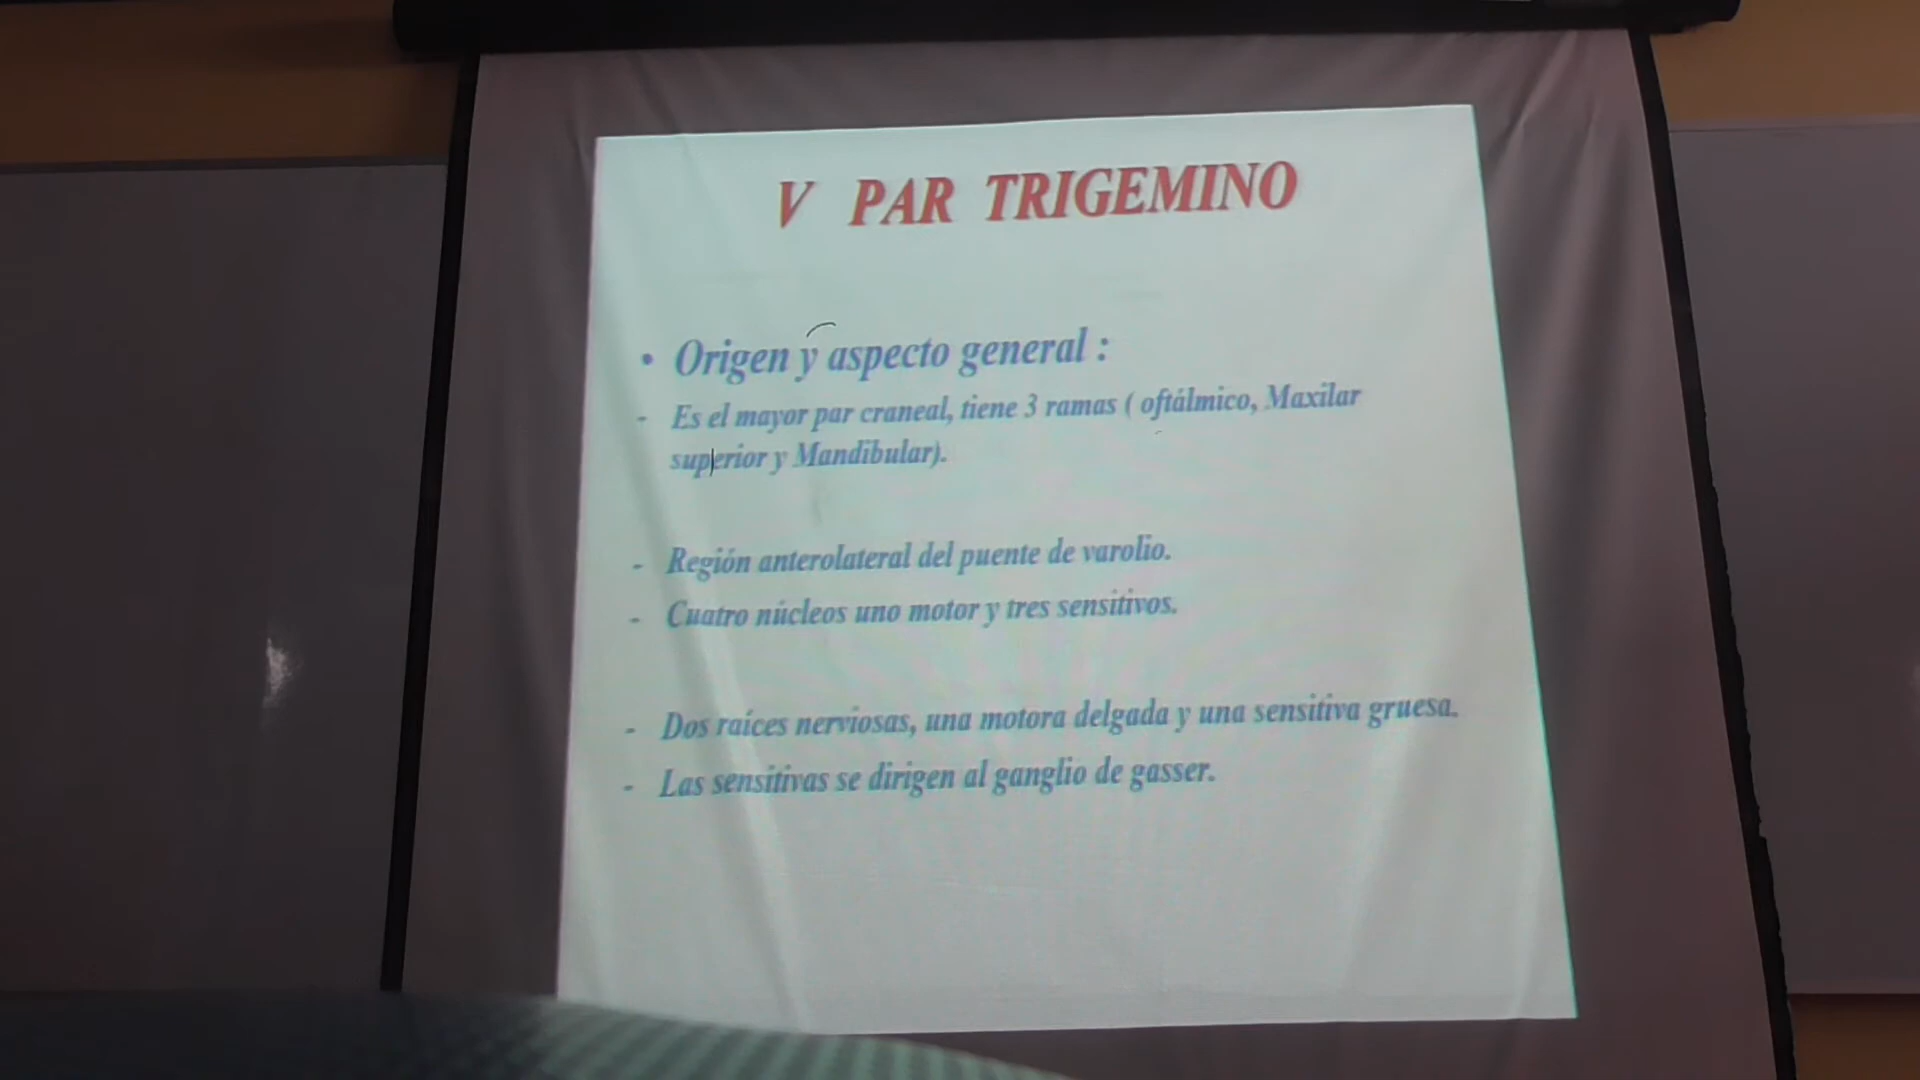 V PAR TRIGEMINO
• Origen y aspecto general :
- Es el mayor par craneal, tiene 3 ramas ( oftálmico, Maxilar
superior y Mandibular).
- Región anterolateral del puente de varolio.
- Cuatro núcleos uno motor y tres sensitivos.
- Dos raíces nerviosas, una motora delgada y una sensitiva gruesa.
- Las sensitivas se dirigen al ganglio de gasser.